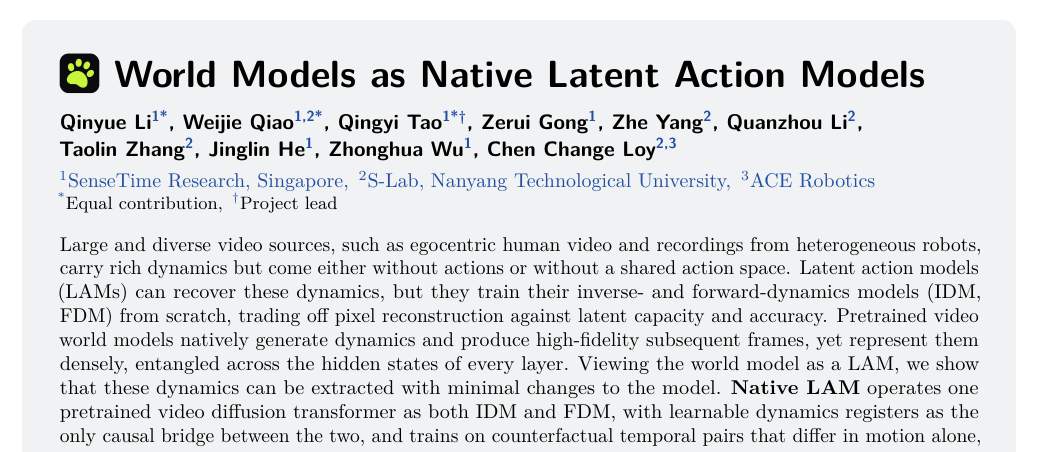 World Models as Native Latent Action Models
Qinyue Li1*, Weijie Qiao1,2*, Qingyi Tao1*†, Zerui Gong1, Zhe Yang2, Quanzhou Li2,
Taolin Zhang2, Jinglin He1, Zhonghua Wu1, Chen Change Loy2,3
1SenseTime Research, Singapore, 2S-Lab, Nanyang Technological University, 3ACE Robotics
*Equal contribution, †Project lead
Large and diverse video sources, such as egocentric human video and recordings from heterogeneous robots,
carry rich dynamics but come either without actions or without a shared action space. Latent action models
(LAMs) can recover these dynamics, but they train their inverse- and forward-dynamics models (IDM,
FDM) from scratch, trading off pixel reconstruction against latent capacity and accuracy. Pretrained video
world models natively generate dynamics and produce high-fidelity subsequent frames, yet represent them
densely, entangled across the hidden states of every layer. Viewing the world model as a LAM, we show
that these dynamics can be extracted with minimal changes to the model. Native LAM operates one
pretrained video diffusion transformer as both IDM and FDM, with learnable dynamics registers as the
only causal bridge between the two, and trains on counterfactual temporal pairs that differ in motion alone,